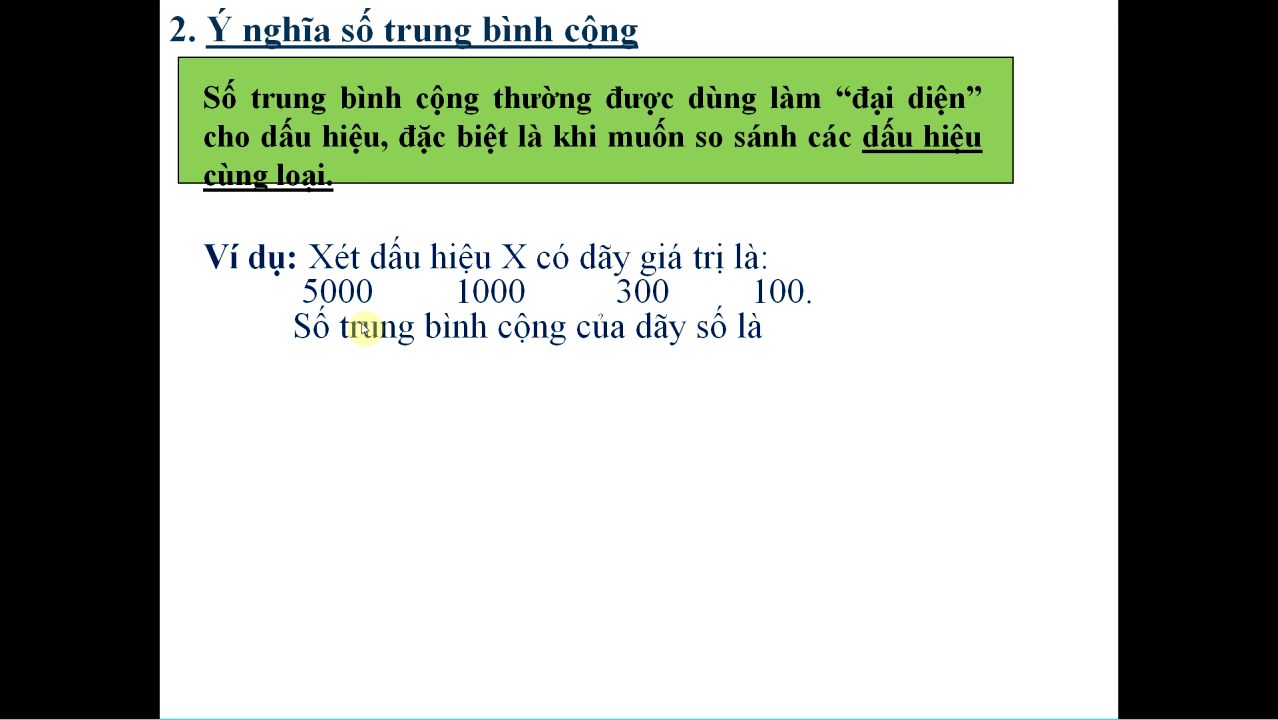 2. Ý nghĩa số trung bình cộng
Số trung bình cộng thường được dùng làm “đại diện”
cho dấu hiệu, đặc biệt là khi muốn so sánh các dấu hiệu
cùng loại.
Ví dụ: Xét dấu hiệu X có dãy giá trị là:
5000 1000 300 100.
Số trung bình cộng của dãy số là